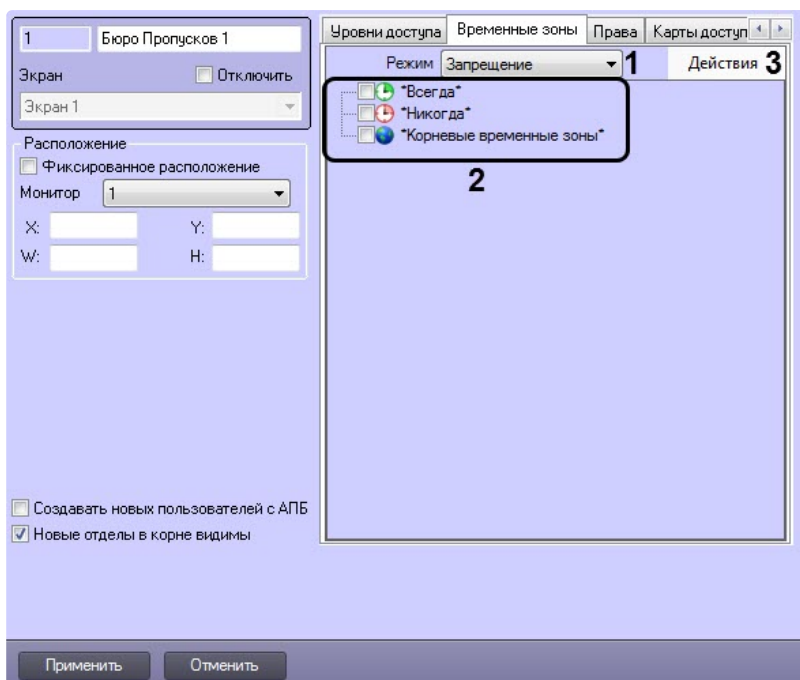 1 Бюро Пропусков 1
Экран Отключить
Экран 1
Расположение
Фиксированное расположение
Монитор 1
X: Y:
W: H:
Создавать новых пользователей с АПБ
Новые отделы в корне видимы
Уровни доступа Временные зоны Права Карты доступ
Режим Запрещение 1 Действия 3
*Всегда*
*Никогда*
*Корневые временные зоны*
2
Применить Отменить